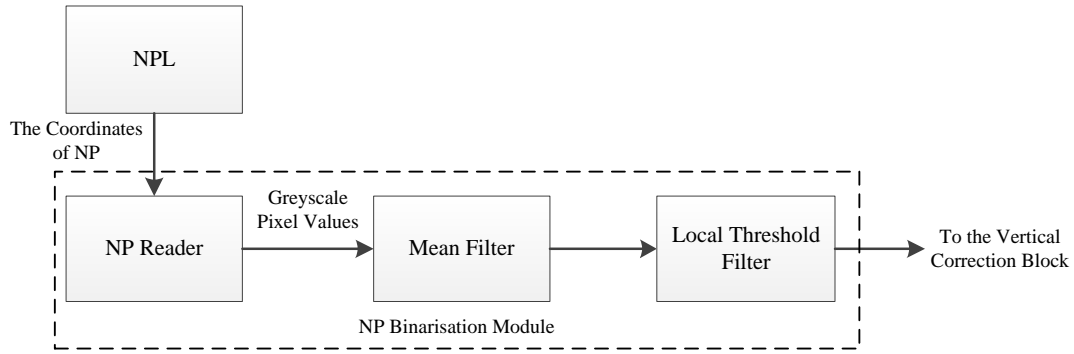 NPL
The Coordinates
of NP
Greyscale
Pixel Values
NP Reader
Mean Filter
Local Threshold
Filter
To the Vertical
Correction Block
NP Binarisation Module